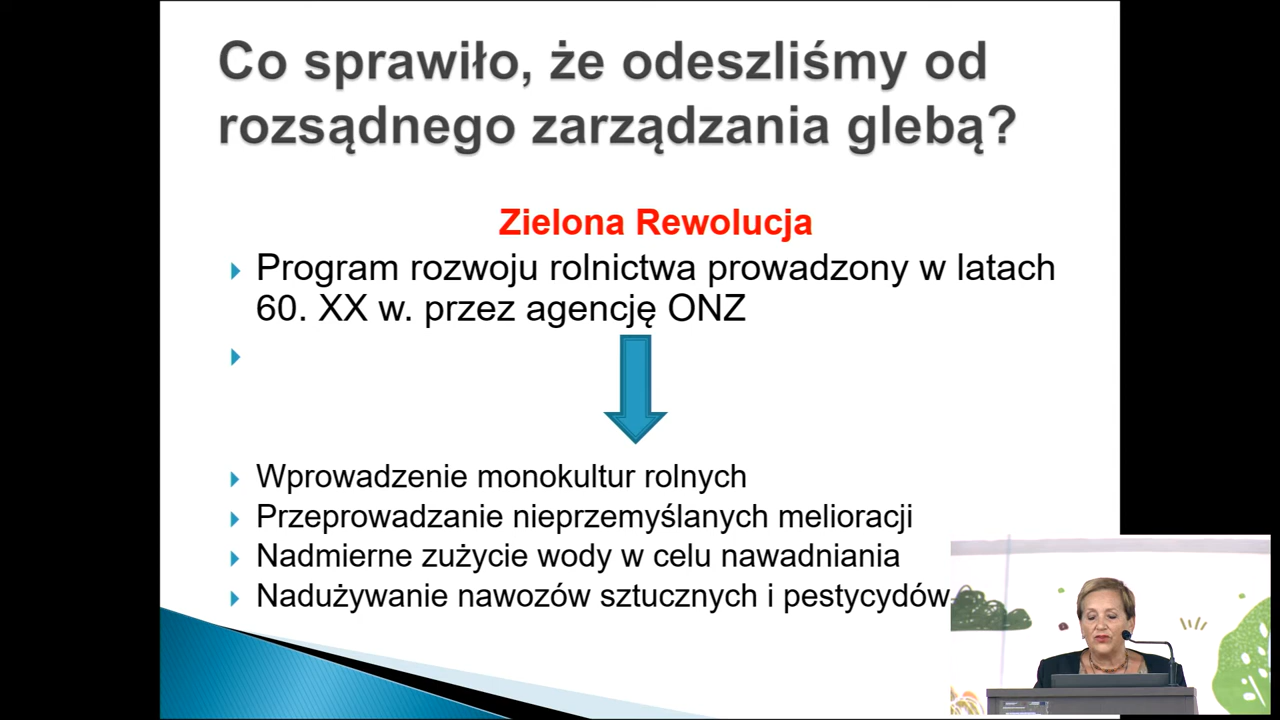 Co sprawiło, że odeszliśmy od
rozsądnego zarządzania glebą?
Zielona Rewolucja
Program rozwoju rolnictwa prowadzony w latach
60. XX w. przez agencję ONZ
Wprowadzenie monokultur rolnych
Przeprowadzanie nieprzemyślanych melioracji
Nadmierne zużycie wody w celu nawadniania
Nadużywanie nawozów sztucznych i pestycydów